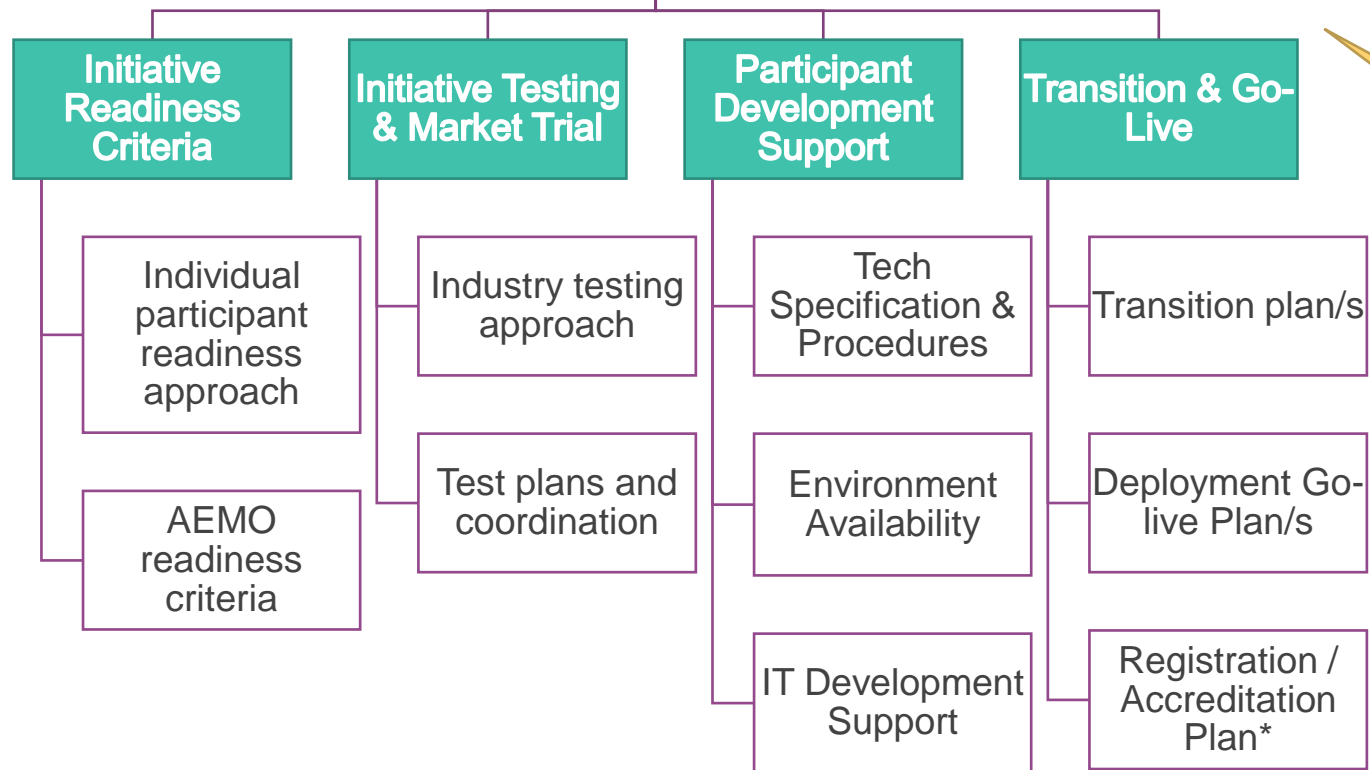 Initiative
Readiness
Criteria
Individual
participant
readiness
approach
AEMO
readiness
criteria
Initiative Testing
& Market Trial
Industry testing
approach
Test plans and
coordination
Participant
Development
Support
Tech
Specification &
Procedures
Environment
Availability
IT Development
Support
Transition & Go-
Live
Transition plan/s
Deployment Go-
live Plan/s
Registration /
Accreditation
Plan*